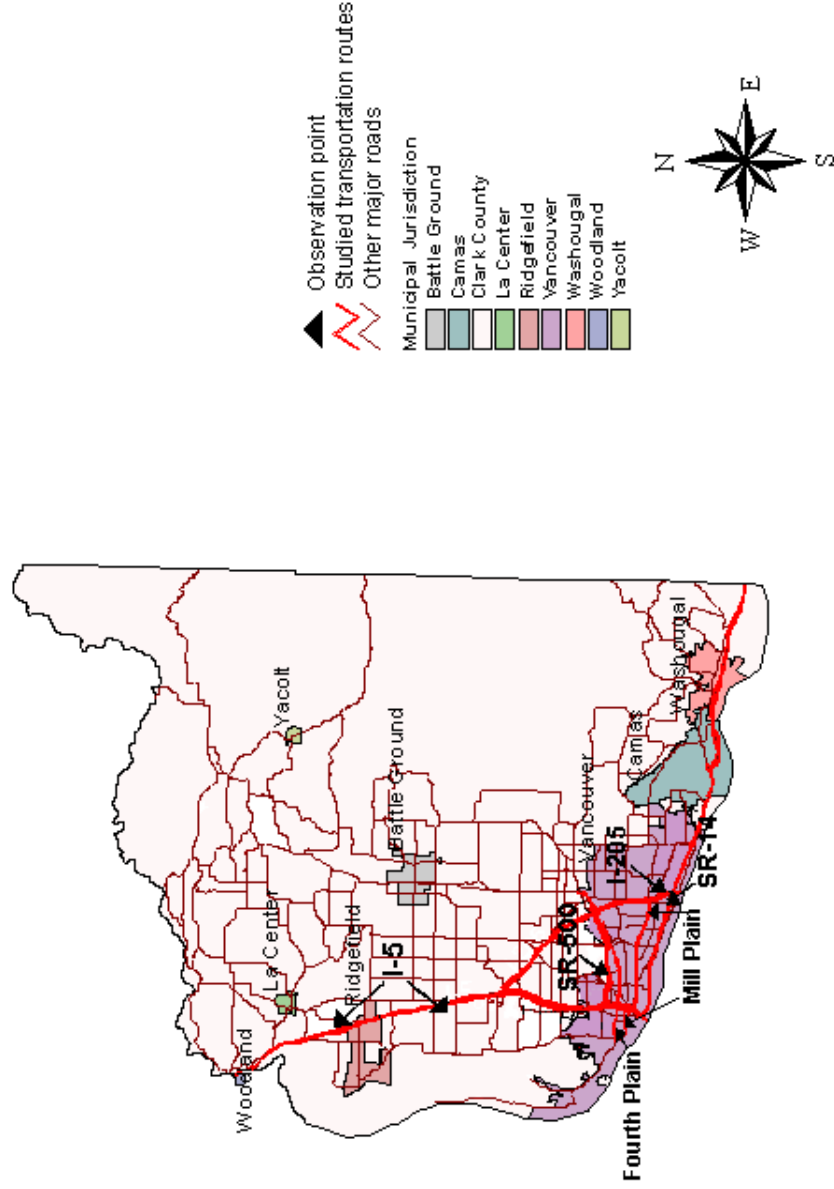 Observation point
Studied transportation routes
Other major roads
Municipal Jurisdiction
Battle Ground
Camas
Clark County
La Center
Ridgefield
Vancouver
Washougal
Woodland
Yacolt
N
W
E
S
Woodland
La Center
Yacolt
Ridgefield
I-5
Battle Ground
Vancouver
SR-500
I-205
Camas
Washougal
SR-14
Fourth Plain
Mill Plain